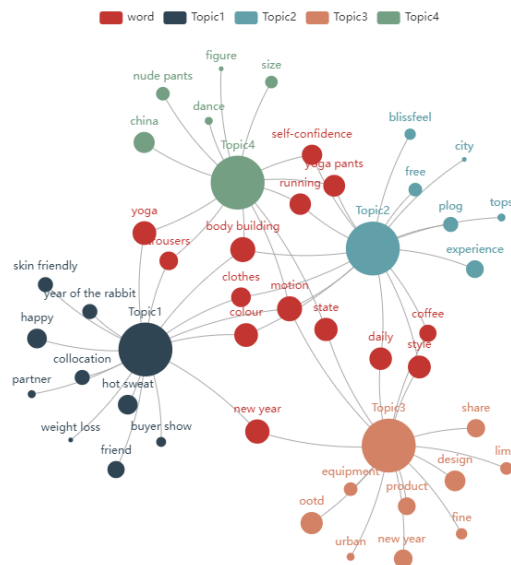 word Topic1 Topic2 Topic3 Topic4
figure
size
nude pants
dance
blissfeel
china
self-confidence
Topic4
city
yoga pants
free
running
yoga
Topic2
plog
tops
body building
trousers
experience
skin friendly
clothes
motion
year of the rabbit
state
Topic1
happy
colour
coffee
daily
style
collocation
partner
hot sweat
new year
Topic3
share
weight loss
buyer show
friend
equipment
design
lim
product
ootd
fine
urban
new year